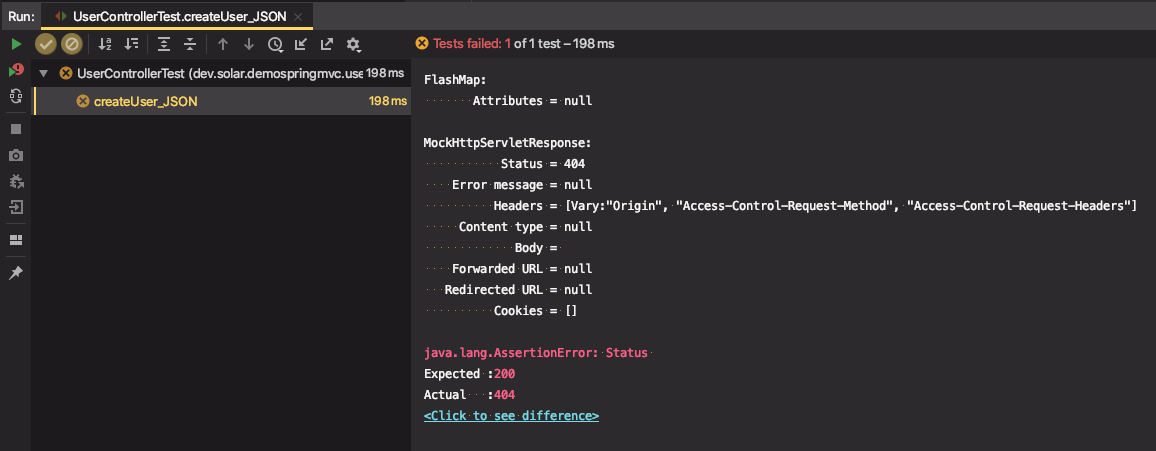 Run: UserControllerTest.createUser_JSON
Tests failed: 1 of 1 test – 198 ms
UserControllerTest (dev.solar.demospringmvc.use 198 ms
createUser_JSON 198 ms
FlashMap:
Attributes = null
MockHttpServletResponse:
Status = 404
Error message = null
Headers = [Vary:"Origin", "Access-Control-Request-Method", "Access-Control-Request-Headers"]
Content type = null
Body =
Forwarded URL = null
Redirected URL = null
Cookies = []
java.lang.AssertionError: Status
Expected :200
Actual :404
<Click to see difference>